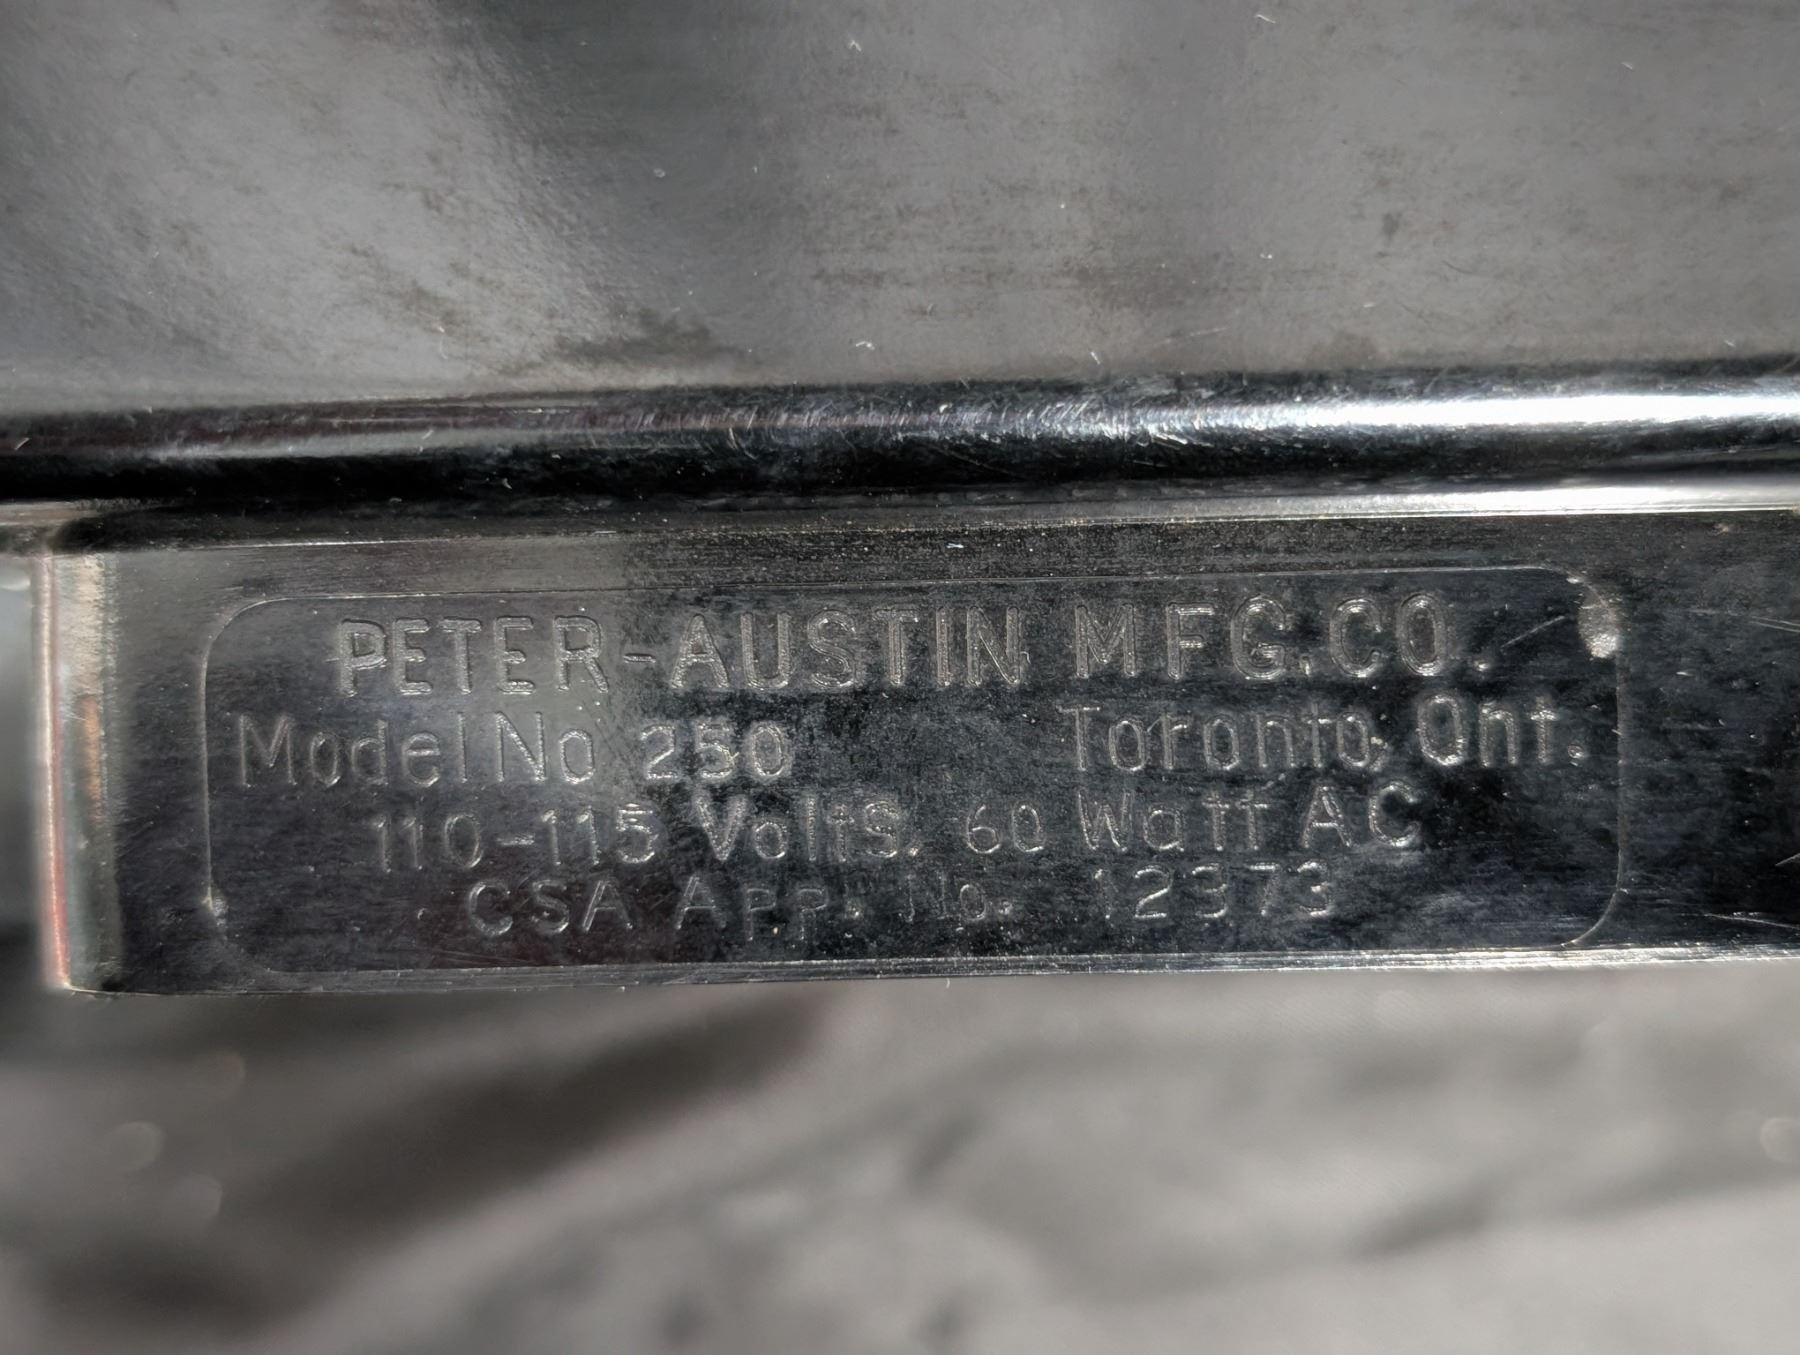 PETER-AUSTIN MFG.CO.
Model No 250 Toronto, Ont.
110-115 Volts. 60 Watt AC
CSA App. No. 12373